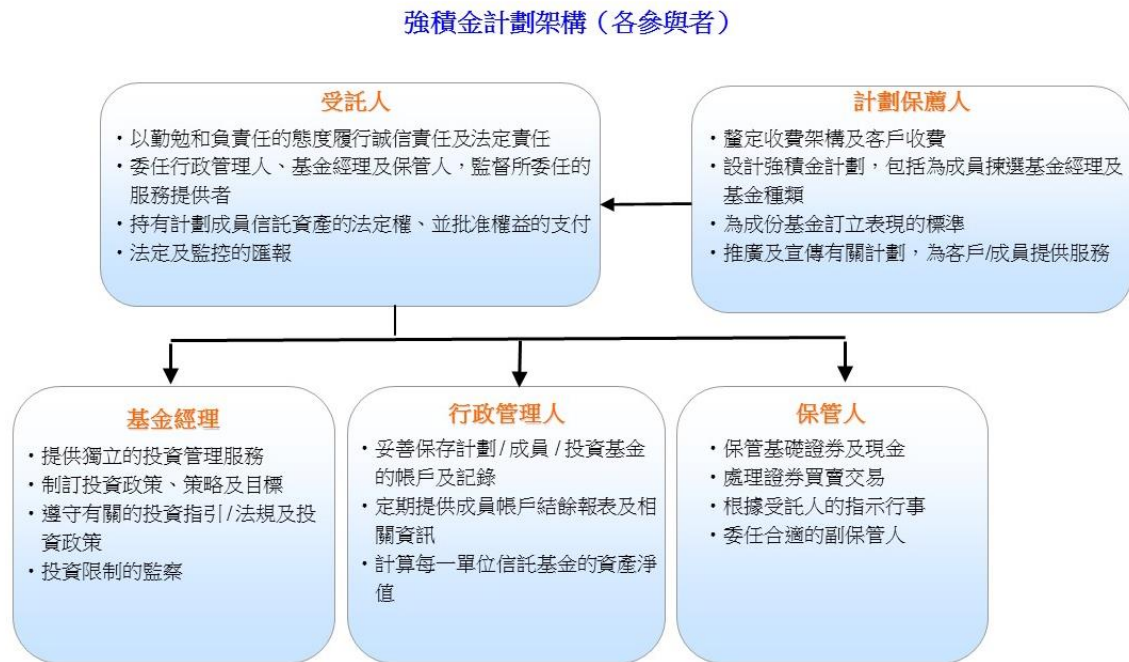 強積金計劃架構（各參與者）
受託人
・以勤勉和負責任的態度履行誠信責任及法定責任
・委任行政管理人、基金經理及保管人，監督所委任的
服務提供者
・持有計劃成員信託資產的法定權、並批准權益的支付
・法定及監控的匯報
計劃保薦人
・釐定收費架構及客戶收費
・設計強積金計劃，包括為成員揀選基金經理及
基金種類
・為成份基金訂立表現的標準
・推廣及宣傳有關計劃，為客戶/成員提供服務
基金經理
・提供獨立的投資管理服務
・制訂投資政策、策略及目標
・遵守有關的投資指引/法規及投
資政策
・投資限制的監察
行政管理人
・妥善保存計劃/成員/投資基金
的帳戶及記錄
・定期提供成員帳戶結餘報表及相
關資訊
・計算每一單位信託基金的資產淨
值
保管人
・保管基礎證券及現金
・處理證券買賣交易
・根據受託人的指示行事
・委任合適的副保管人